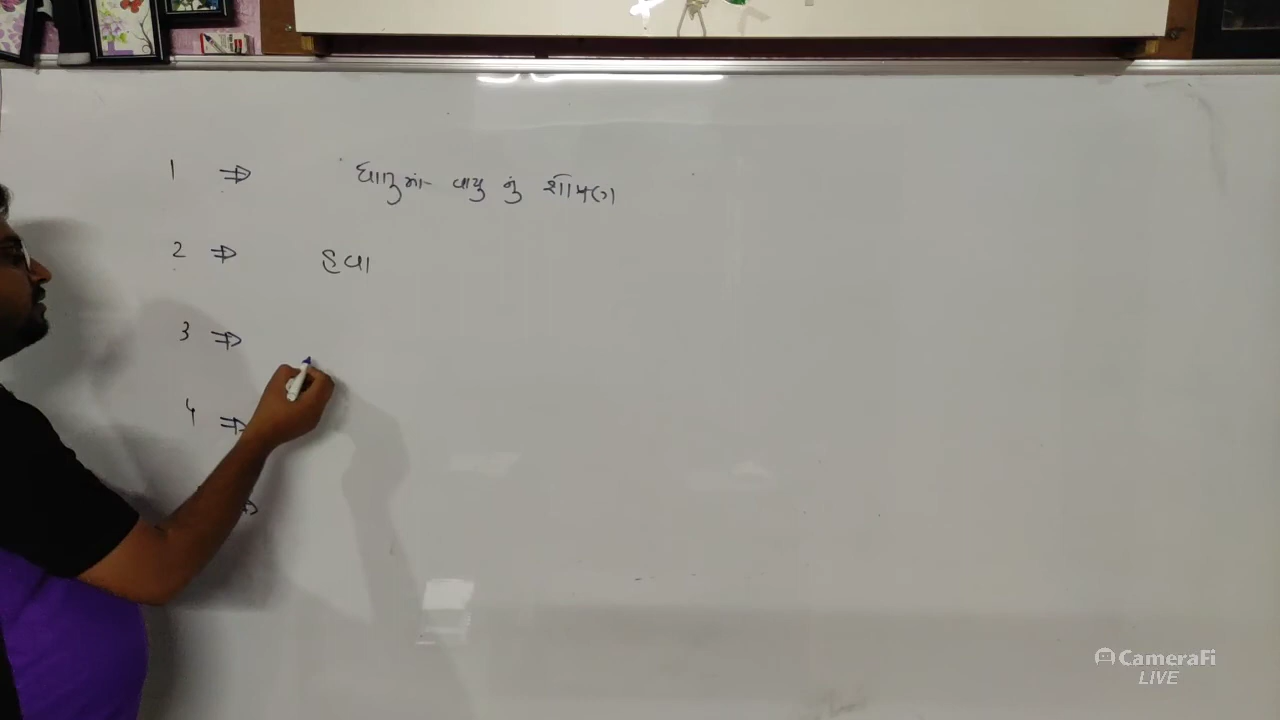 1 ⇒ ધાતુમાં વાયુ નું શોષણ
2 ⇒ હવા
3 ⇒
4 ⇒
⇒
CameraFi
LIVE